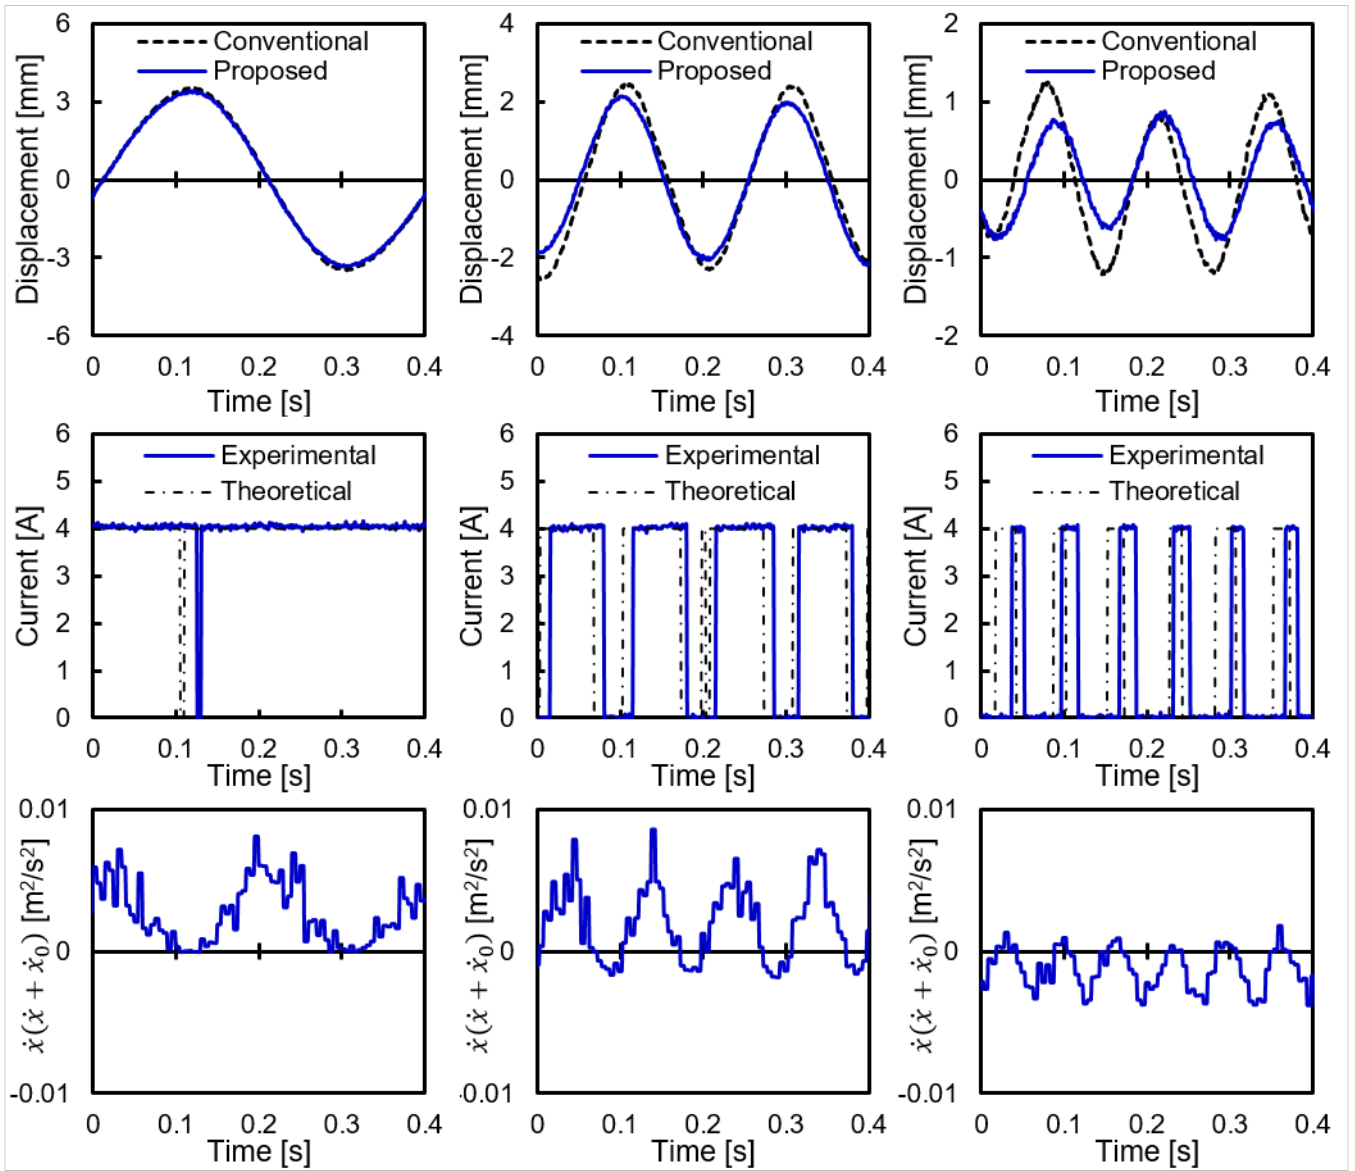 6
3
0
-3
-6
Displacement [mm]
Conventional
Proposed
0 0.1 0.2 0.3 0.4
Time [s]
4
2
0
-2
-4
Displacement [mm]
Conventional
Proposed
0 0.1 0.2 0.3 0.4
Time [s]
2
1
0
-1
-2
Displacement [mm]
Conventional
Proposed
0 0.1 0.2 0.3 0.4
Time [s]
6
5
4
3
2
1
0
Current [A]
Experimental
Theoretical
0 0.1 0.2 0.3 0.4
Time [s]
6
5
4
3
2
1
0
Current [A]
Experimental
Theoretical
0 0.1 0.2 0.3 0.4
Time [s]
6
5
4
3
2
1
0
Current [A]
Experimental
Theoretical
0 0.1 0.2 0.3 0.4
Time [s]
0.01
0
-0.01
ẋ(ẋ + ẋ₀) [m²/s²]
0 0.1 0.2 0.3 0.4
Time [s]
0.01
0
0.01
ẋ(ẋ + ẋ₀) [m²/s²]
0 0.1 0.2 0.3 0.4
Time [s]
0.01
0
-0.01
ẋ(ẋ + ẋ₀) [m²/s²]
0 0.1 0.2 0.3 0.4
Time [s]